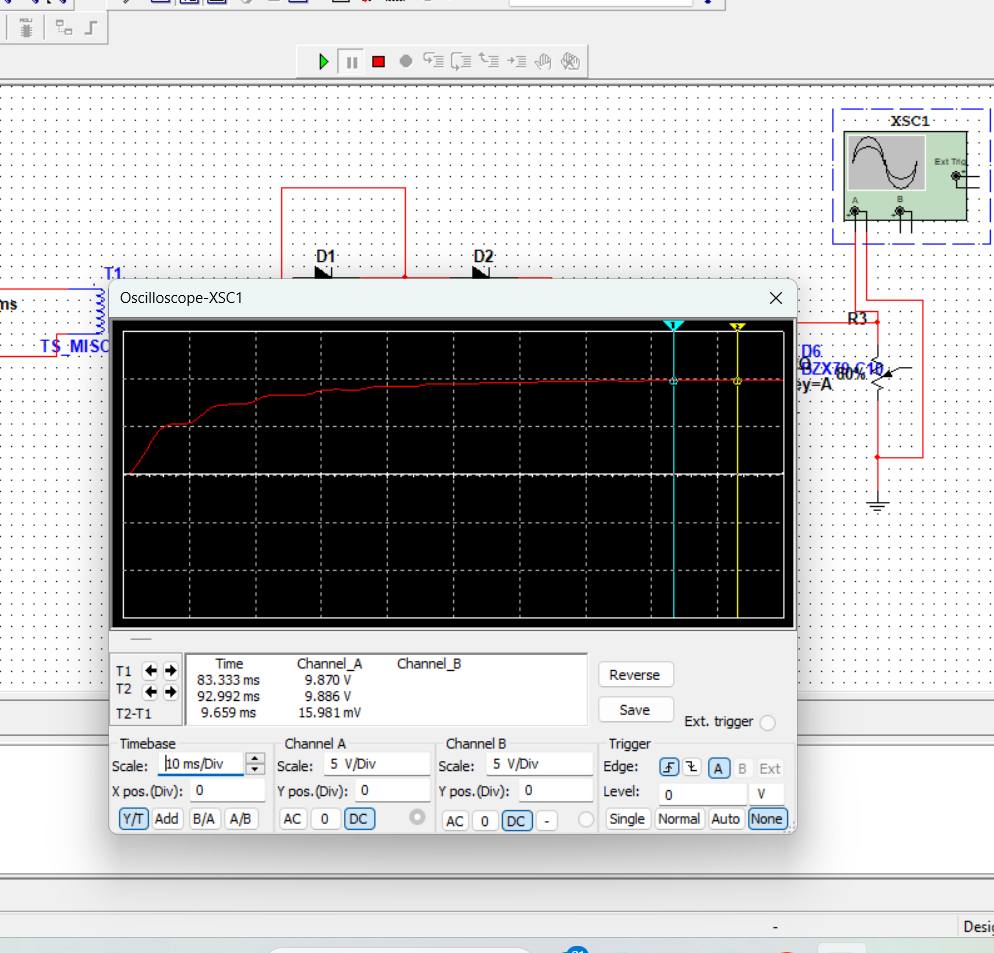 XSC1
Ext Trig
A B
D1 D2
T1
ms
TS_MISC
Oscilloscope-XSC1
R3
D6
BZX79-C10
80%
ey=A
1 2
Time Channel_A Channel_B
T1 83.333 ms 9.870 V
T2 92.992 ms 9.886 V
T2-T1 9.659 ms 15.981 mV
Reverse
Save
Ext. trigger
Timebase Channel A Channel B Trigger
Scale: 10 ms/Div Scale: 5 V/Div Scale: 5 V/Div Edge: A B Ext
X pos.(Div): 0 Y pos.(Div): 0 Y pos.(Div): 0 Level: 0 V
Y/T Add B/A A/B AC 0 DC AC 0 DC - Single Normal Auto None
-
Desig